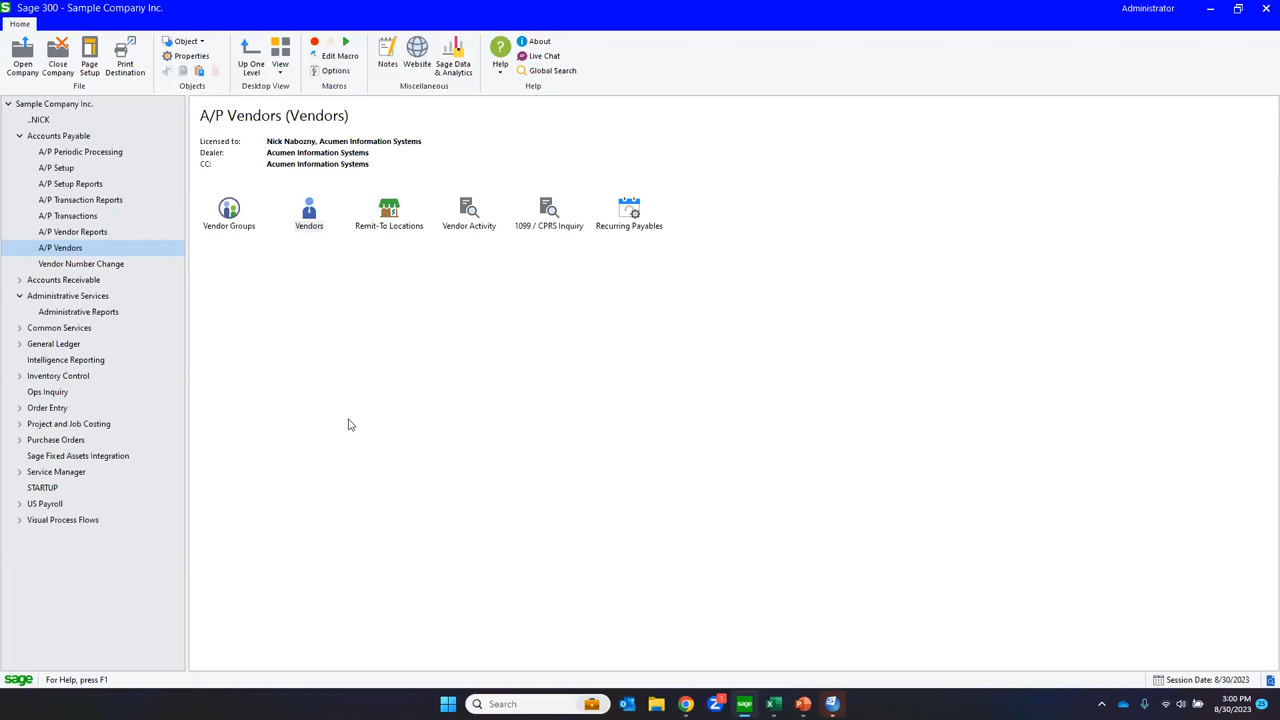 Sage 300 - Sample Company Inc.
Administrator
Home
Open Company
Close Company
Page Setup
Print Destination
File
Object
Properties
Objects
Up One Level
View
Desktop View
Edit Macro
Options
Macros
Notes
Website
Sage Data & Analytics
Miscellaneous
Help
About
Live Chat
Global Search
Help
Sample Company Inc.
..NICK
Accounts Payable
A/P Periodic Processing
A/P Setup
A/P Setup Reports
A/P Transaction Reports
A/P Transactions
A/P Vendor Reports
A/P Vendors
Vendor Number Change
Accounts Receivable
Administrative Services
Administrative Reports
Common Services
General Ledger
Intelligence Reporting
Inventory Control
Ops Inquiry
Order Entry
Project and Job Costing
Purchase Orders
Sage Fixed Assets Integration
Service Manager
STARTUP
US Payroll
Visual Process Flows
A/P Vendors (Vendors)
Licensed to: Nick Nabozny, Acumen Information Systems
Dealer: Acumen Information Systems
CC: Acumen Information Systems
Vendor Groups
Vendors
Remit-To Locations
Vendor Activity
1099 / CPRS Inquiry
Recurring Payables
sage
For Help, press F1
Session Date: 8/30/2023
Search
sage
3:00 PM
8/30/2023